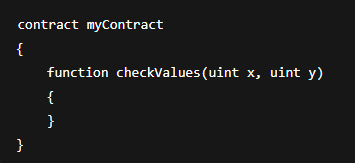 contract myContract
{
    function checkValues(uint x, uint y)
    {
    }
}